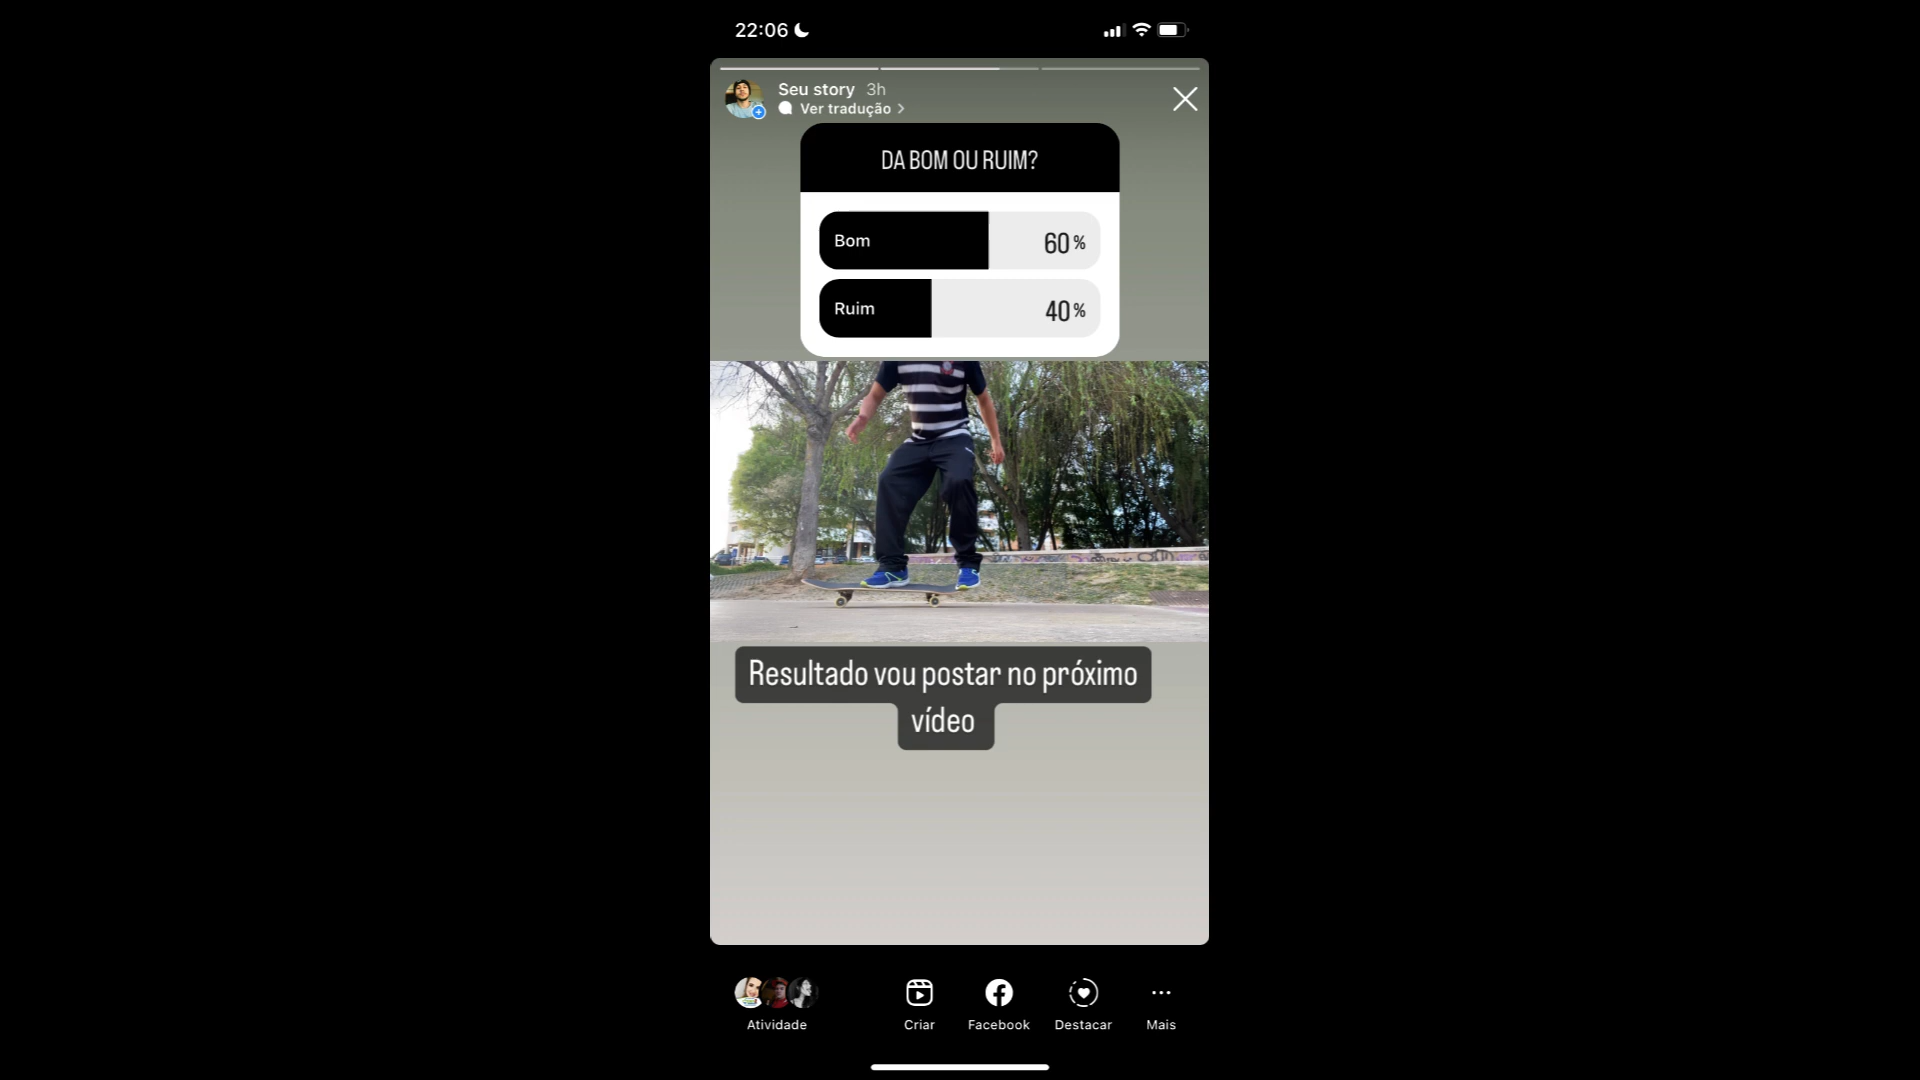 22:06
Seu story 3h
Ver tradução
DA BOM OU RUIM?
Bom 60%
Ruim 40%
Resultado vou postar no próximo
vídeo
Atividade Criar Facebook Destacar Mais